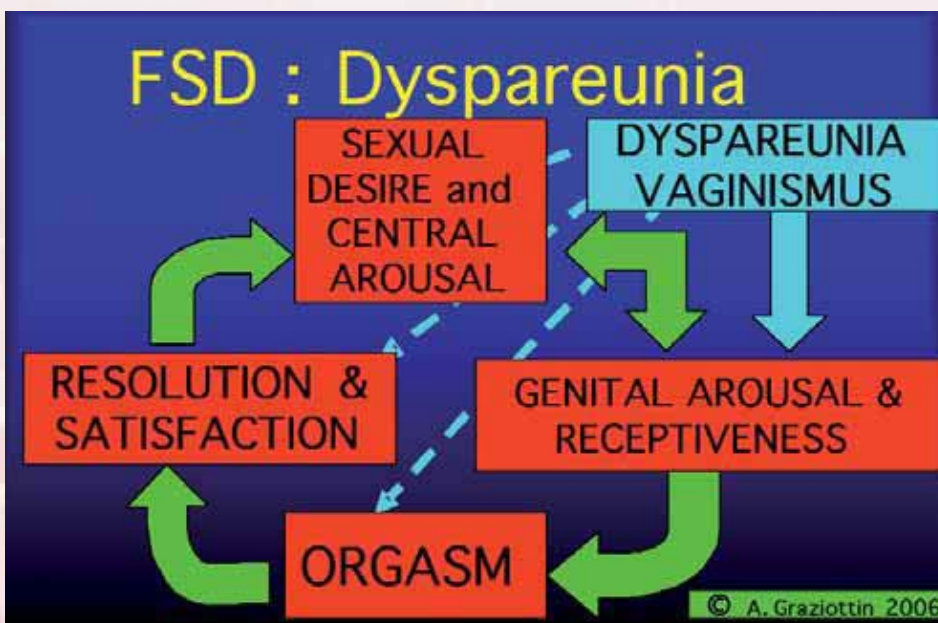 FSD : Dyspareunia
SEXUAL
DESIRE and
CENTRAL
AROUSAL
DYSPAREUNIA
VAGINISMUS
RESOLUTION &
SATISFACTION
GENITAL AROUSAL &
RECEPTIVENESS
ORGASM
© A. Graziottin 2006